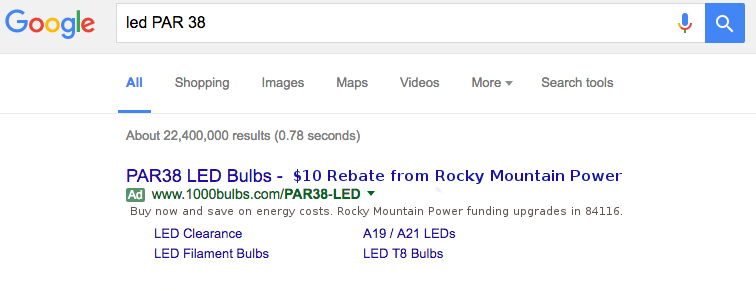 Google led PAR 38
All Shopping Images Maps Videos More Search tools
About 22,400,000 results (0.78 seconds)
PAR38 LED Bulbs - $10 Rebate from Rocky Mountain Power
Ad www.1000bulbs.com/PAR38-LED
Buy now and save on energy costs. Rocky Mountain Power funding upgrades in 84116.
LED Clearance A19 / A21 LEDs
LED Filament Bulbs LED T8 Bulbs